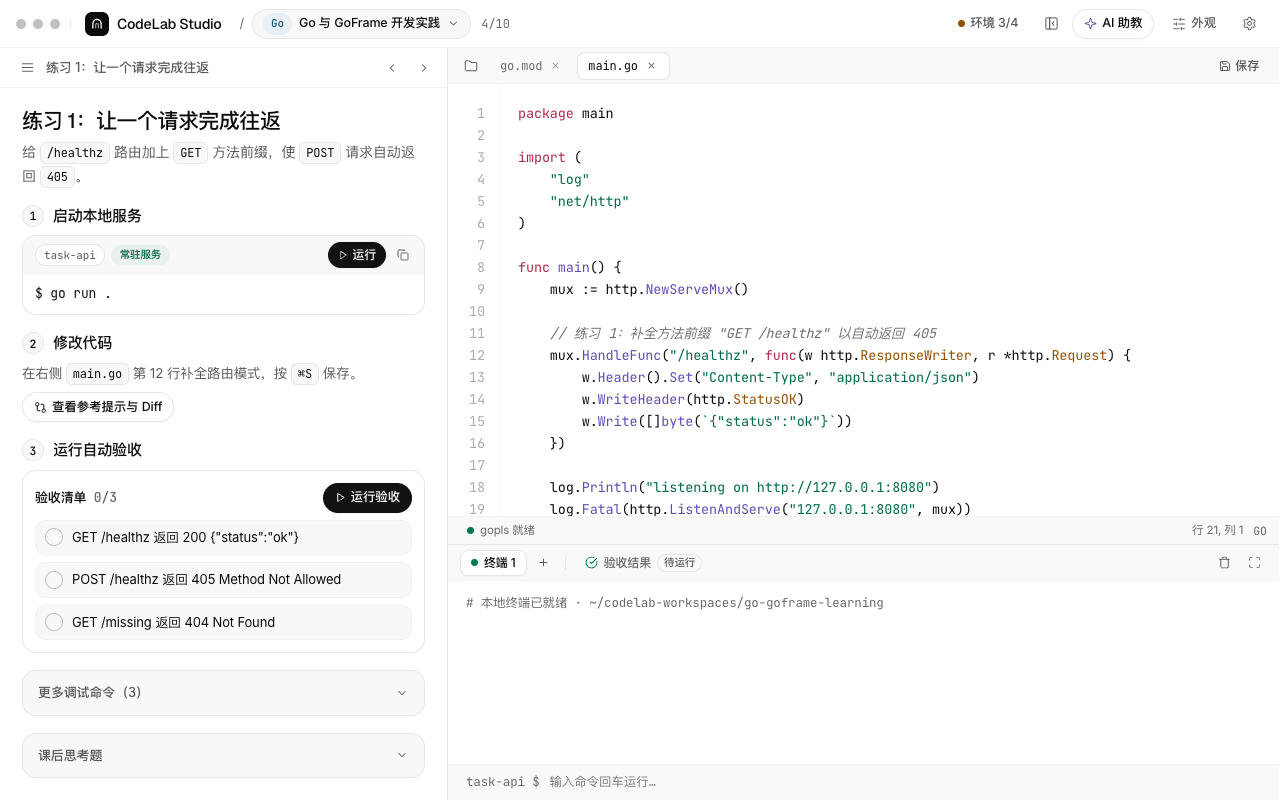 CodeLab Studio / Go Go 与 GoFrame 开发实践 4/10 环境 3/4 AI 助教 外观
练习 1：让一个请求完成往返
go.mod × main.go × 保存
练习 1：让一个请求完成往返
给 /healthz 路由加上 GET 方法前缀，使 POST 请求自动返
回 405。
1 启动本地服务
task-api 常驻服务 运行
$ go run .
2 修改代码
在右侧 main.go 第 12 行补全路由模式，按 ⌘S 保存。
查看参考提示与 Diff
3 运行自动验收
验收清单 0/3 运行验收
GET /healthz 返回 200 {"status":"ok"}
POST /healthz 返回 405 Method Not Allowed
GET /missing 返回 404 Not Found
更多调试命令（3）
课后思考题
1 package main
2
3 import (
4 "log"
5 "net/http"
6 )
7
8 func main() {
9 mux := http.NewServeMux()
10
11 // 练习 1：补全方法前缀 "GET /healthz" 以自动返回 405
12 mux.HandleFunc("/healthz", func(w http.ResponseWriter, r *http.Request) {
13 w.Header().Set("Content-Type", "application/json")
14 w.WriteHeader(http.StatusOK)
15 w.Write([]byte(`{"status":"ok"}`))
16 })
17
18 log.Println("listening on http://127.0.0.1:8080")
19 log.Fatal(http.ListenAndServe("127.0.0.1:8080", mux))
gopls 就绪 行 21, 列 1 GO
终端 1 + 验收结果 待运行
# 本地终端已就绪 · ~/codelab-workspaces/go-goframe-learning
task-api $ 输入命令回车运行…